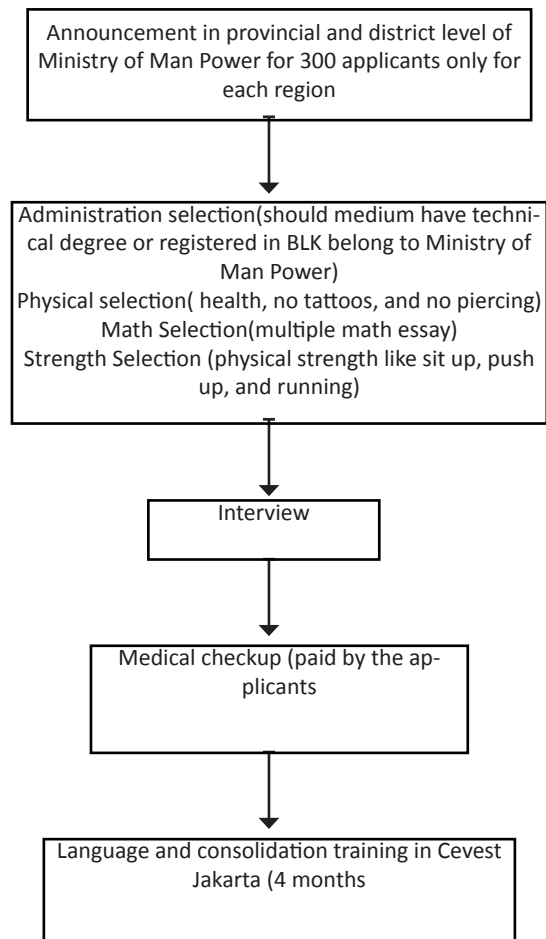 Announcement in provincial and district level of
Ministry of Man Power for 300 applicants only for
each region
Administration selection(should medium have techni-
cal degree or registered in BLK belong to Ministry of
Man Power)
Physical selection( health, no tattoos, and no piercing)
Math Selection(multiple math essay)
Strength Selection (physical strength like sit up, push
up, and running)
Interview
Medical checkup (paid by the ap-
plicants
Language and consolidation training in Cevest
Jakarta (4 months